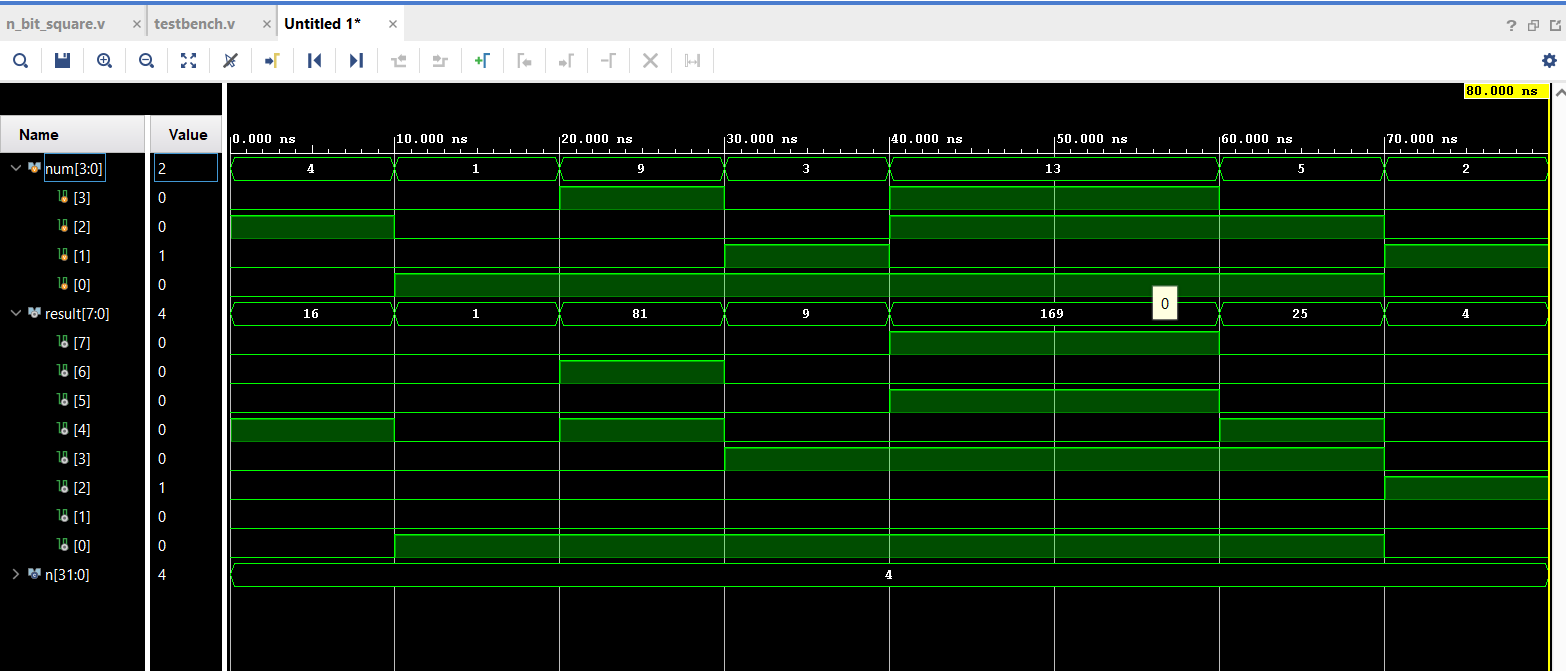 n_bit_square.v × testbench.v × Untitled 1* × ?
80.000 ns
Name Value 0.000 ns 10.000 ns 20.000 ns 30.000 ns 40.000 ns 50.000 ns 60.000 ns 70.000 ns
num[3:0] 2 4 1 9 3 13 5 2
[3] 0
[2] 0
[1] 1
[0] 0
0
result[7:0] 4 16 1 81 9 169 25 4
[7] 0
[6] 0
[5] 0
[4] 0
[3] 0
[2] 1
[1] 0
[0] 0
n[31:0] 4 4